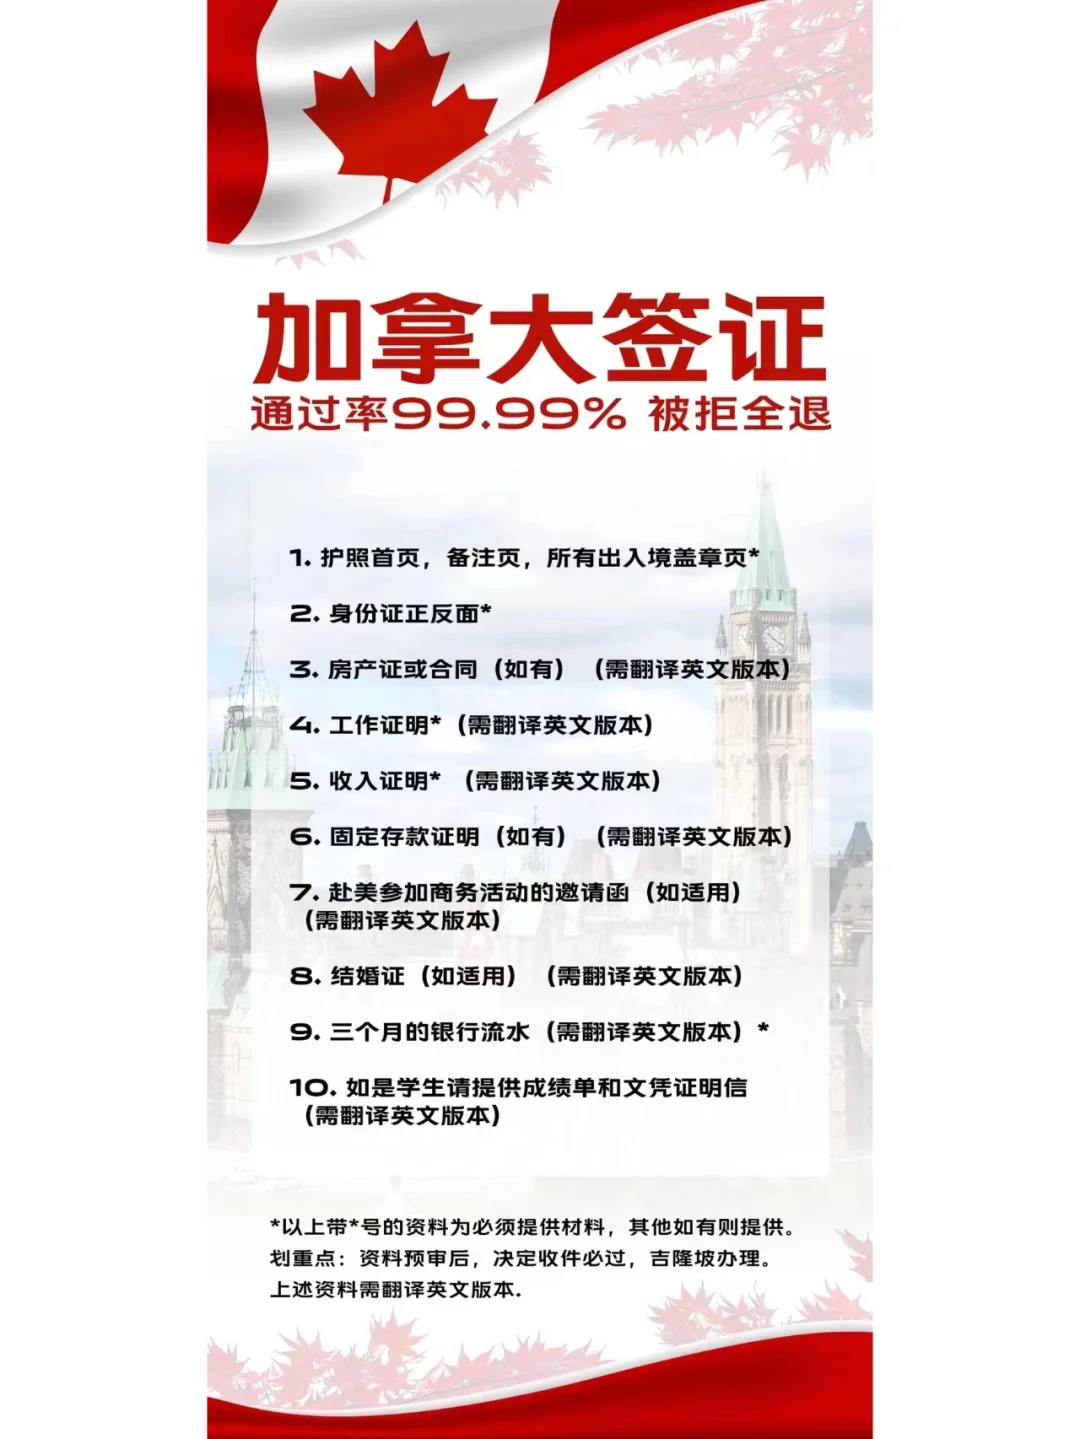 加拿大签证
通过率99.99% 被拒全退
1. 护照首页，备注页，所有出入境盖章页*
2. 身份证正反面*
3. 房产证或合同（如有）（需翻译英文版本）
4. 工作证明*（需翻译英文版本）
5. 收入证明* （需翻译英文版本）
6. 固定存款证明（如有）（需翻译英文版本）
7. 赴美参加商务活动的邀请函（如适用）
（需翻译英文版本）
8. 结婚证（如适用）（需翻译英文版本）
9. 三个月的银行流水（需翻译英文版本）*
10. 如是学生请提供成绩单和文凭证明信
（需翻译英文版本）
*以上带*号的资料为必须提供材料，其他如有则提供。
划重点：资料预审后，决定收件必过，吉隆坡办理。
上述资料需翻译英文版本.